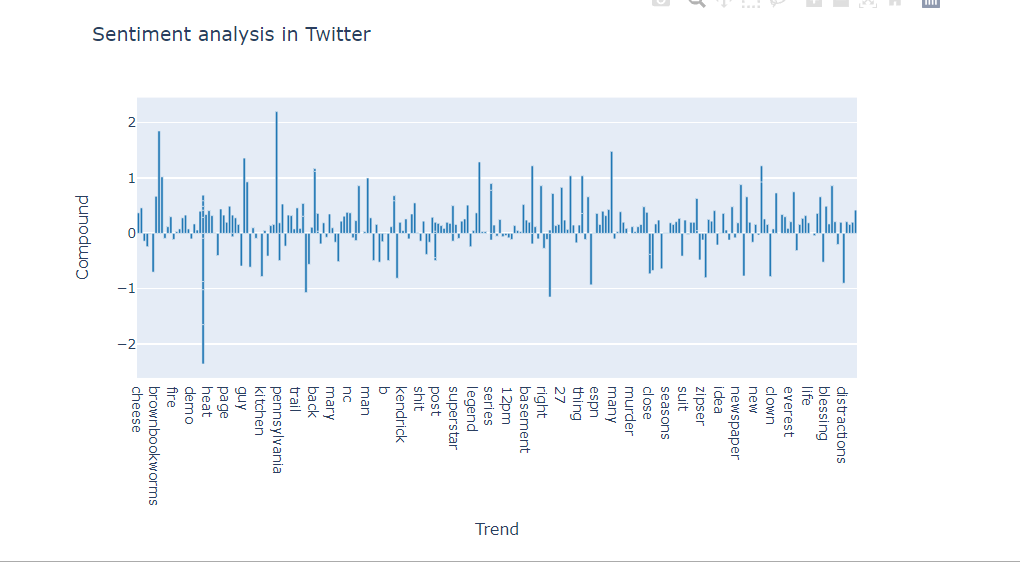 Sentiment analysis in Twitter
2
1
0
−1
−2
Compound
cheese
brownbookworms
fire
demo
heat
page
guy
kitchen
pennsylvania
trail
back
mary
nc
man
b
kendrick
shit
post
superstar
legend
series
12pm
basement
right
27
thing
espn
many
murder
close
seasons
suit
zipser
idea
newspaper
new
clown
everest
life
blessing
distractions
Trend